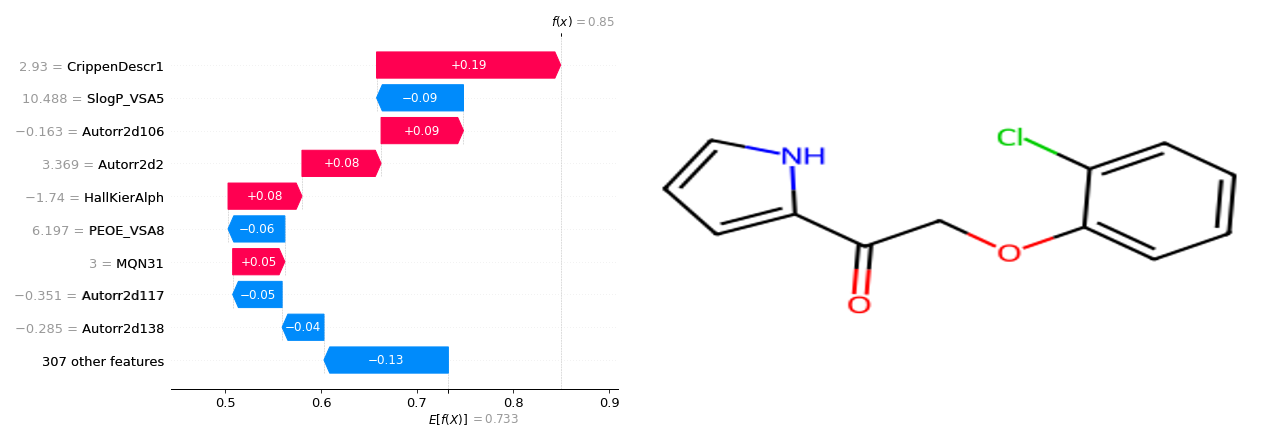 f(x) = 0.85
2.93 = CrippenDescr1 +0.19
10.488 = SlogP_VSA5 −0.09
−0.163 = Autorr2d106 +0.09
3.369 = Autorr2d2 +0.08
−1.74 = HallKierAlph +0.08
6.197 = PEOE_VSA8 −0.06
3 = MQN31 +0.05
−0.351 = Autorr2d117 −0.05
−0.285 = Autorr2d138 −0.04
307 other features −0.13
0.5 0.6 0.7 0.8 0.9
E[f(X)] = 0.733
Cl
NH
O
O